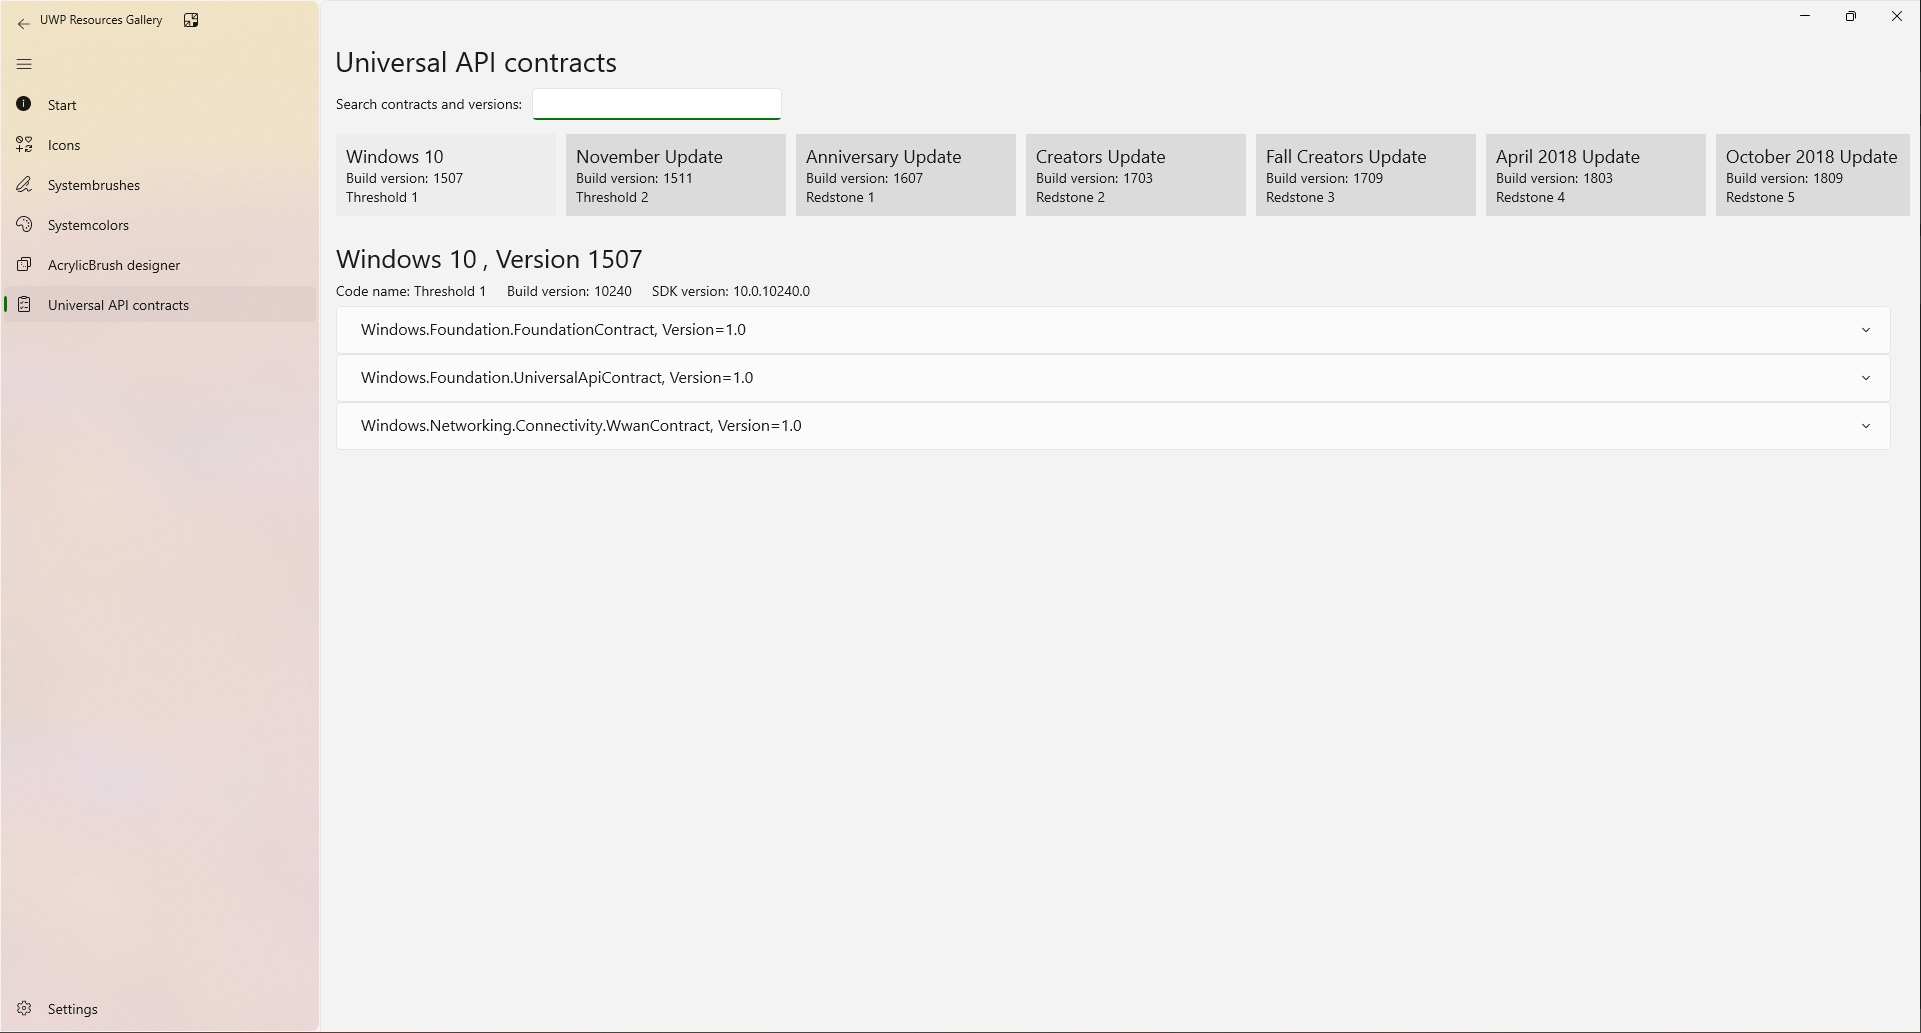 UWP Resources Gallery
Start
Icons
Systembrushes
Systemcolors
AcrylicBrush designer
Universal API contracts
Settings
Universal API contracts
Search contracts and versions:
Windows 10
Build version: 1507
Threshold 1
November Update
Build version: 1511
Threshold 2
Anniversary Update
Build version: 1607
Redstone 1
Creators Update
Build version: 1703
Redstone 2
Fall Creators Update
Build version: 1709
Redstone 3
April 2018 Update
Build version: 1803
Redstone 4
October 2018 Update
Build version: 1809
Redstone 5
Windows 10 , Version 1507
Code name: Threshold 1 Build version: 10240 SDK version: 10.0.10240.0
Windows.Foundation.FoundationContract, Version=1.0
Windows.Foundation.UniversalApiContract, Version=1.0
Windows.Networking.Connectivity.WwanContract, Version=1.0